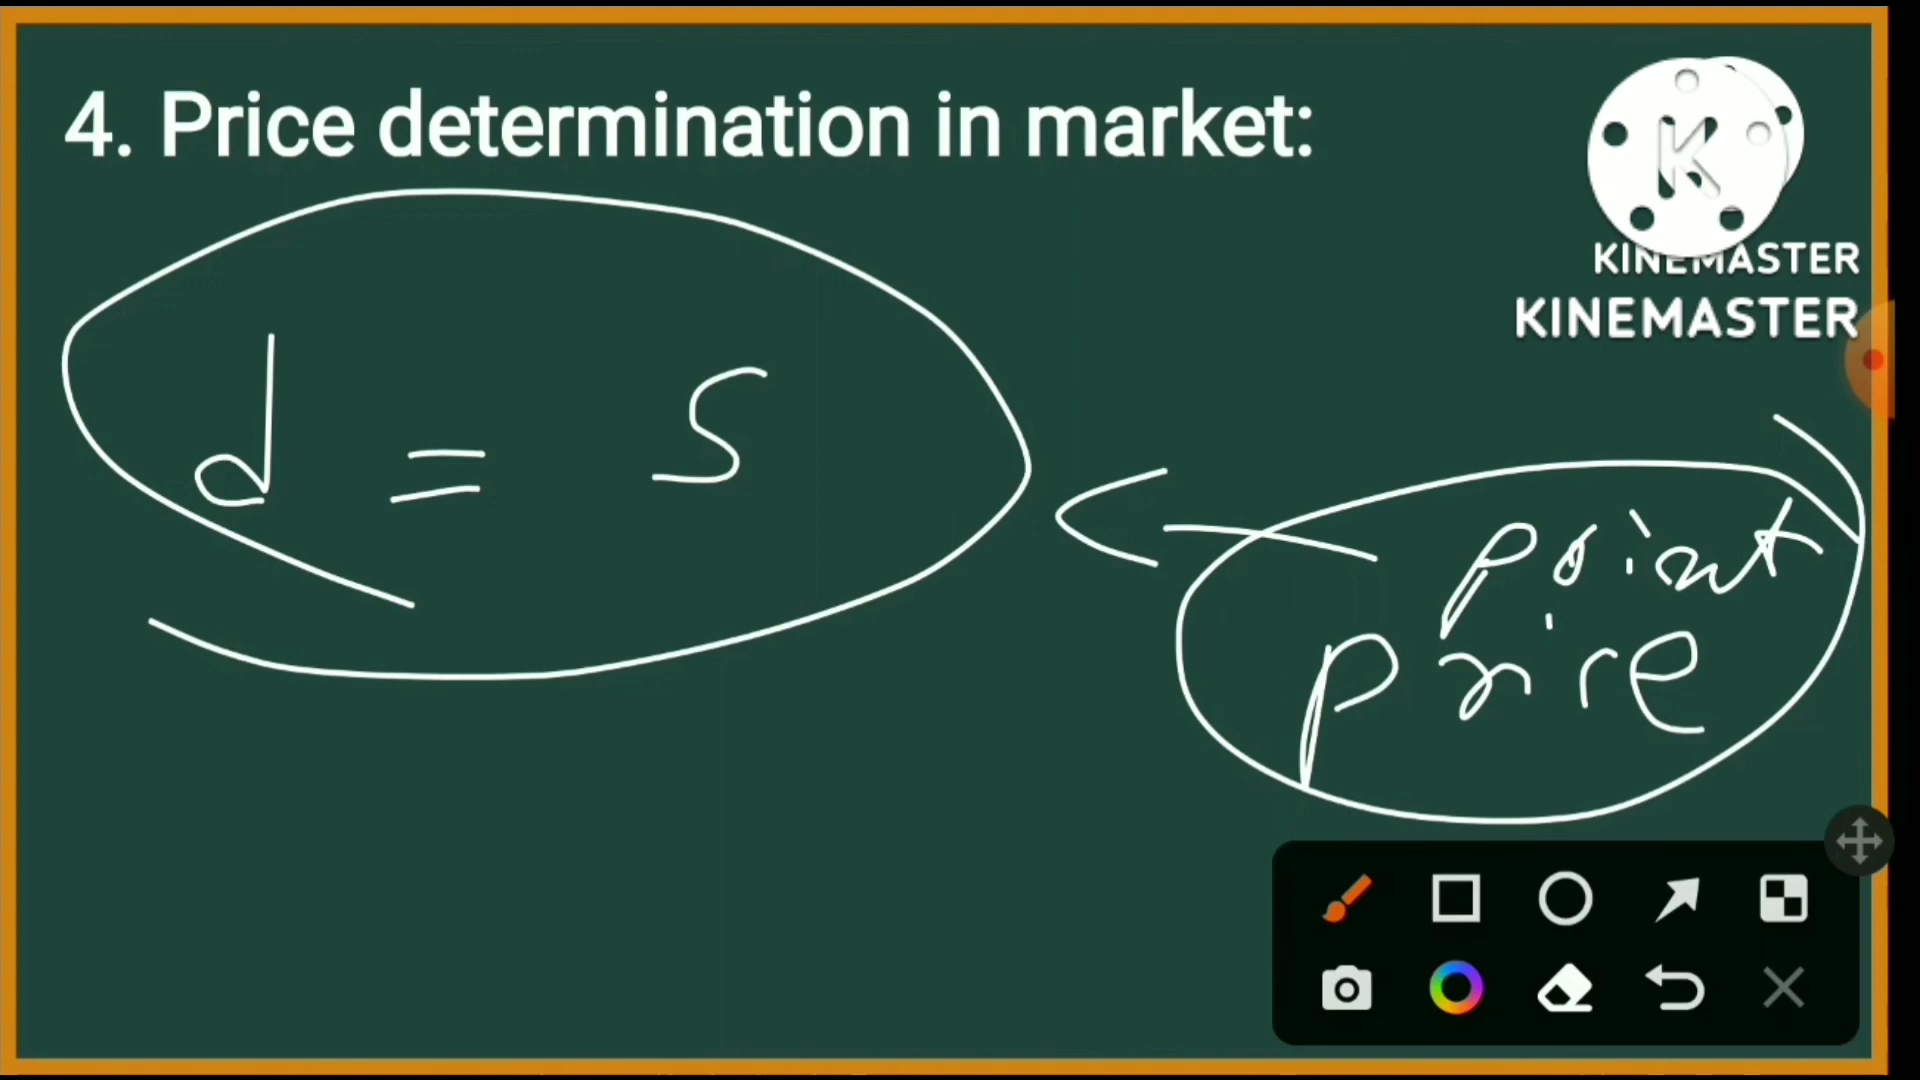 4. Price determination in market:
K
KINEMASTER
KINEMASTER
d = s
point
price